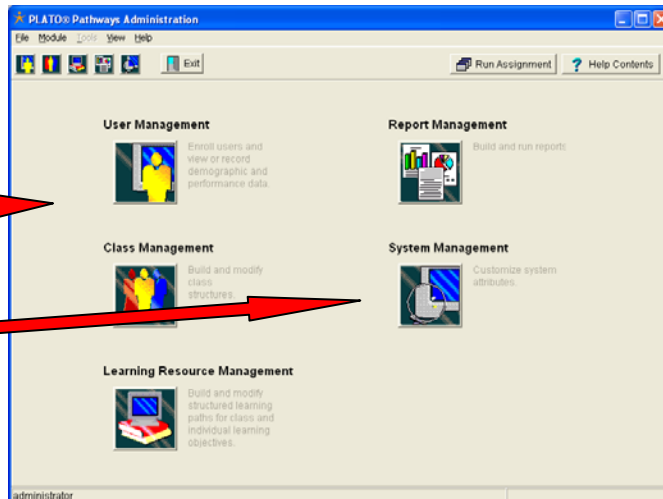 PLATO® Pathways Administration
File Module Tools View Help
Exit Run Assignment ? Help Contents
User Management
Enroll users and
view or record
demographic and
performance data.
Report Management
Build and run reports
Class Management
Build and modify
class
structures.
System Management
Customize system
attributes.
Learning Resource Management
Build and modify
structured learning
paths for class and
individual learning
objectives.
administrator